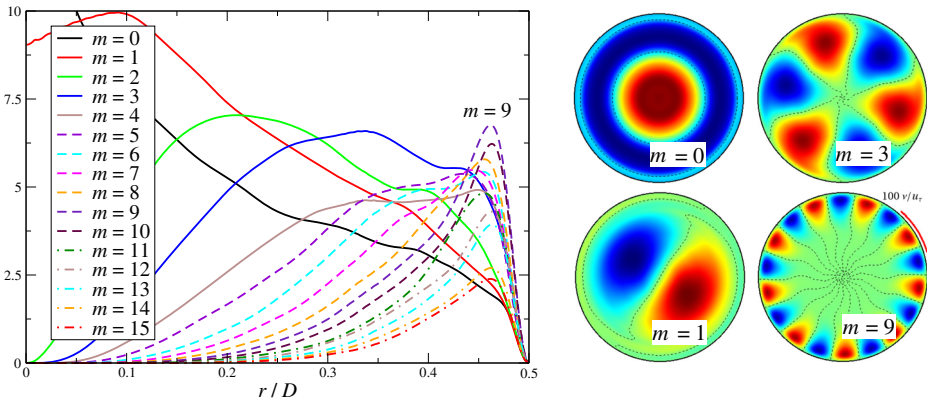 10
7.5
5
2.5
0
0
0.1
0.2
0.3
0.4
0.5
r / D
m = 0
m = 1
m = 2
m = 3
m = 4
m = 5
m = 6
m = 7
m = 8
m = 9
m = 10
m = 11
m = 12
m = 13
m = 14
m = 15
m = 9
m = 0
m = 3
m = 1
m = 9
100 ν/uτ